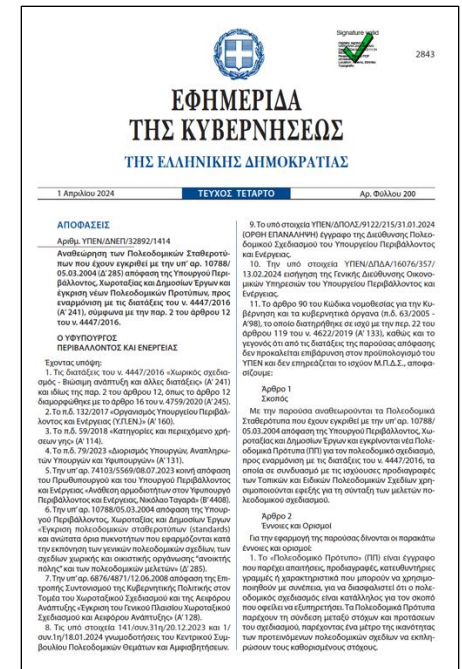 Signature valid
2843
ΕΦΗΜΕΡΙΔΑ
ΤΗΣ ΚΥΒΕΡΝΗΣΕΩΣ
ΤΗΣ ΕΛΛΗΝΙΚΗΣ ΔΗΜΟΚΡΑΤΙΑΣ
1 Απριλίου 2024
ΤΕΥΧΟΣ ΤΕΤΑΡΤΟ
Αρ. Φύλλου 200
ΑΠΟΦΑΣΕΙΣ
Αριθμ. ΥΠΕΝ/ΔΝΕΠ/32892/1414
Αναθεώρηση των Πολεοδομικών Σταθεροτύ-
πων που έχουν εγκριθεί με την υπ' αρ. 10788/
05.03.2004 (Δ' 285) απόφαση της Υπουργού Περι-
βάλλοντος, Χωροταξίας και Δημοσίων Έργων και
έγκριση νέων Πολεοδομικών Προτύπων, προς
εναρμόνιση με τις διατάξεις του ν. 4447/2016
(Α' 241), σύμφωνα με την παρ. 2 του άρθρου 12
του ν. 4447/2016.
Ο ΥΦΥΠΟΥΡΓΟΣ
ΠΕΡΙΒΑΛΛΟΝΤΟΣ ΚΑΙ ΕΝΕΡΓΕΙΑΣ
Έχοντας υπόψη:
1. Τις διατάξεις του ν. 4447/2016 «Χωρικός σχεδια-
σμός - Βιώσιμη ανάπτυξη και άλλες διατάξεις» (Α' 241)
και ιδίως της παρ. 2 του άρθρου 12, όπως το άρθρο 12
διαμορφώθηκε με το άρθρο 16 του ν. 4759/2020 (Α' 245).
2. Το π.δ. 132/2017 «Οργανισμός Υπουργείου Περιβάλ-
λοντος και Ενέργειας (Υ.Π.ΕΝ.)» (Α' 160).
3. Το π.δ. 59/2018 «Κατηγορίες και περιεχόμενο χρή-
σεων γης» (Α' 114).
4. Το π.δ. 79/2023 «Διορισμός Υπουργών, Αναπληρω-
τών Υπουργών και Υφυπουργών» (Α' 131).
5. Την υπ' αρ. 74103/5569/08.07.2023 κοινή απόφαση
του Πρωθυπουργού και του Υπουργού Περιβάλλοντος
και Ενέργειας «Ανάθεση αρμοδιοτήτων στον Υφυπουργό
Περιβάλλοντος και Ενέργειας, Νικόλαο Ταγαρά» (Β' 4408).
6. Την υπ' αρ. 10788/05.03.2004 απόφαση της Υπουρ-
γού Περιβάλλοντος, Χωροταξίας και Δημοσίων Έργων
«Έγκριση πολεοδομικών σταθεροτύπων (standards)
και ανώτατα όρια πυκνοτήτων που εφαρμόζονται κατά
την εκπόνηση των γενικών πολεοδομικών σχεδίων, των
σχεδίων χωρικής και οικιστικής οργάνωσης "ανοικτής
πόλης" και των πολεοδομικών μελετών» (Δ' 285).
7. Την υπ' αρ. 6876/4871/12.06.2008 απόφαση της Επι-
τροπής Συντονισμού της Κυβερνητικής Πολιτικής στον
Τομέα του Χωροταξικού Σχεδιασμού και της Αειφόρου
Ανάπτυξης «Έγκριση του Γενικού Πλαισίου Χωροταξικού
Σχεδιασμού και Αειφόρου Ανάπτυξης» (Α' 128).
8. Τις υπό στοιχεία 141/συν.31η/20.12.2023 και 1/
συν.1η/18.01.2024 γνωμοδοτήσεις του Κεντρικού Συμ-
βουλίου Πολεοδομικών Θεμάτων και Αμφισβητήσεων.
9. Το υπό στοιχεία ΥΠΕΝ/ΔΠΟΛΣ/9122/215/31.01.2024
(ΟΡΘΗ ΕΠΑΝΑΛΗΨΗ) έγγραφο της Διεύθυνσης Πολεο-
δομικού Σχεδιασμού του Υπουργείου Περιβάλλοντος
και Ενέργειας.
10. Την υπό στοιχεία ΥΠΕΝ/ΔΠΔΑ/16076/357/
13.02.2024 εισήγηση της Γενικής Διεύθυνσης Οικονο-
μικών Υπηρεσιών του Υπουργείου Περιβάλλοντος και
Ενέργειας.
11. Το άρθρο 90 του Κώδικα νομοθεσίας για την Κυ-
βέρνηση και τα κυβερνητικά όργανα (π.δ. 63/2005 -
Α'98), το οποίο διατηρήθηκε σε ισχύ με την περ. 22 του
άρθρου 119 του ν. 4622/2019 (Α' 133), καθώς και το
γεγονός ότι από τις διατάξεις της παρούσας απόφασης
δεν προκαλείται επιβάρυνση στον προϋπολογισμό του
ΥΠΕΝ και δεν επηρεάζεται το ισχύον Μ.Π.Δ.Σ., αποφα-
σίζουμε:
Άρθρο 1
Σκοπός
Με την παρούσα αναθεωρούνται τα Πολεοδομικά
Σταθερότυπα που έχουν εγκριθεί με την υπ' αρ. 10788/
05.03.2004 απόφαση της Υπουργού Περιβάλλοντος, Χω-
ροταξίας και Δημοσίων Έργων και εγκρίνονται νέα Πολε-
οδομικά Πρότυπα (ΠΠ) για τον πολεοδομικό σχεδιασμό,
προς εναρμόνιση με τις διατάξεις του ν. 4447/2016, τα
οποία σε συνδυασμό με τις ισχύουσες προδιαγραφές
των Τοπικών και Ειδικών Πολεοδομικών Σχεδίων χρη-
σιμοποιούνται εφεξής για τη σύνταξη των μελετών πο-
λεοδομικού σχεδιασμού.
Άρθρο 2
Έννοιες και Ορισμοί
Για την εφαρμογή της παρούσας δίνονται οι παρακάτω
έννοιες και ορισμοί:
1. Το «Πολεοδομικό Πρότυπο» (ΠΠ) είναι έγγραφο
που παρέχει απαιτήσεις, προδιαγραφές, κατευθυντήριες
γραμμές ή χαρακτηριστικά που μπορούν να χρησιμο-
ποιηθούν με συνέπεια, για να διασφαλιστεί ότι ο πολε-
οδομικός σχεδιασμός είναι κατάλληλος για τον σκοπό
που οφείλει να εξυπηρετήσει. Τα Πολεοδομικά Πρότυπα
παρέχουν τη σύνδεση μεταξύ στόχων και προτάσεων
του σχεδιασμού, παρέχοντας ένα μέτρο της ικανότητας
των προτεινόμενων πολεοδομικών σχεδίων να εκπλη-
ρώσουν τους καθορισμένους στόχους.